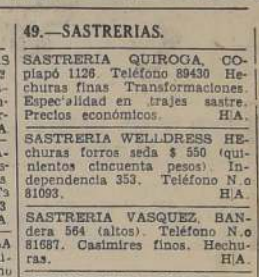 49.—SASTRERIAS.
SASTRERIA QUIROGA, CO-
piapó 1126. Teléfono 89430 He-
churas finas Transformaciones.
Especialidad en trajes sastre.
Precios económicos. H|A.
SASTRERIA WELLDRESS HE-
churas forros seda $ 550 (qui-
nientos cincuenta pesos). In-
dependencia 353. Teléfono N.o
81093. H|A.
SASTRERIA VASQUEZ, BAN-
dera 564 (altos). Teléfono N.o
81687. Casimires finos. Hechu-
ras. H|A.